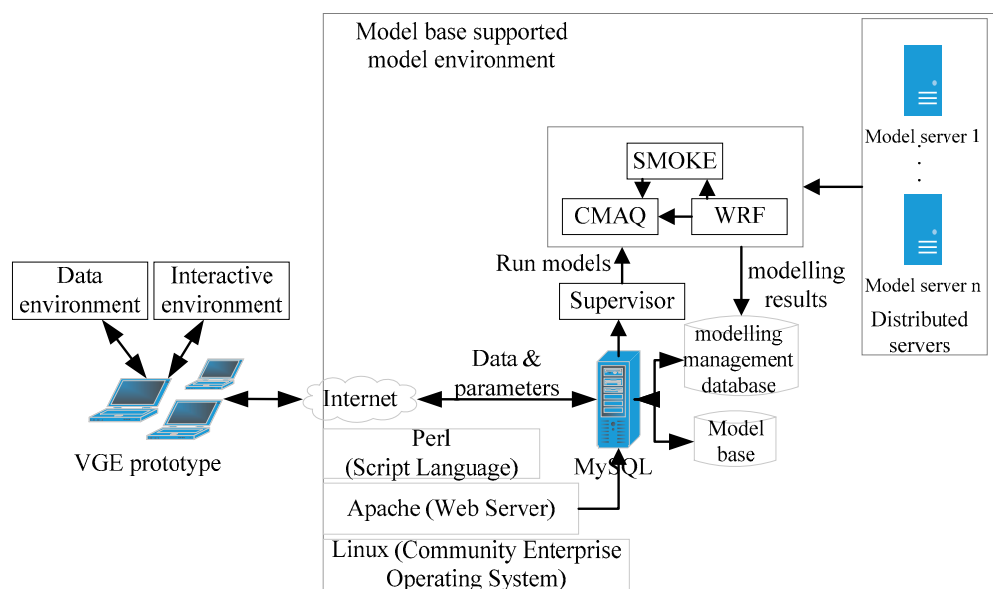 Model base supported
model environment
Model server 1
Model server n
Distributed
servers
SMOKE
CMAQ
WRF
Run models
modelling
results
Supervisor
modelling
management
database
Model
base
Data
environment
Interactive
environment
VGE prototype
Internet
Data &
parameters
MySQL
Perl
(Script Language)
Apache (Web Server)
Linux (Community Enterprise
Operating System)